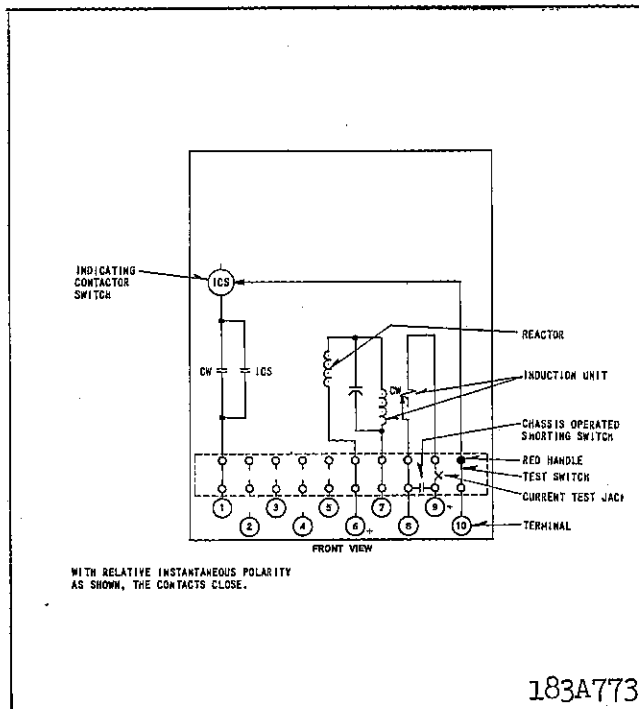 INDICATING
CONTACTOR
SWITCH
ICS
CW
ICS
REACTOR
CW
INDUCTION UNIT
CHASSIS OPERATED
SHORTING SWITCH
RED HANDLE
TEST SWITCH
CURRENT TEST JACK
TERMINAL
1
3
5
7
9 -
2
4
6 +
8
10
FRONT VIEW
WITH RELATIVE INSTANTANEOUS POLARITY
AS SHOWN, THE CONTACTS CLOSE.
183A773